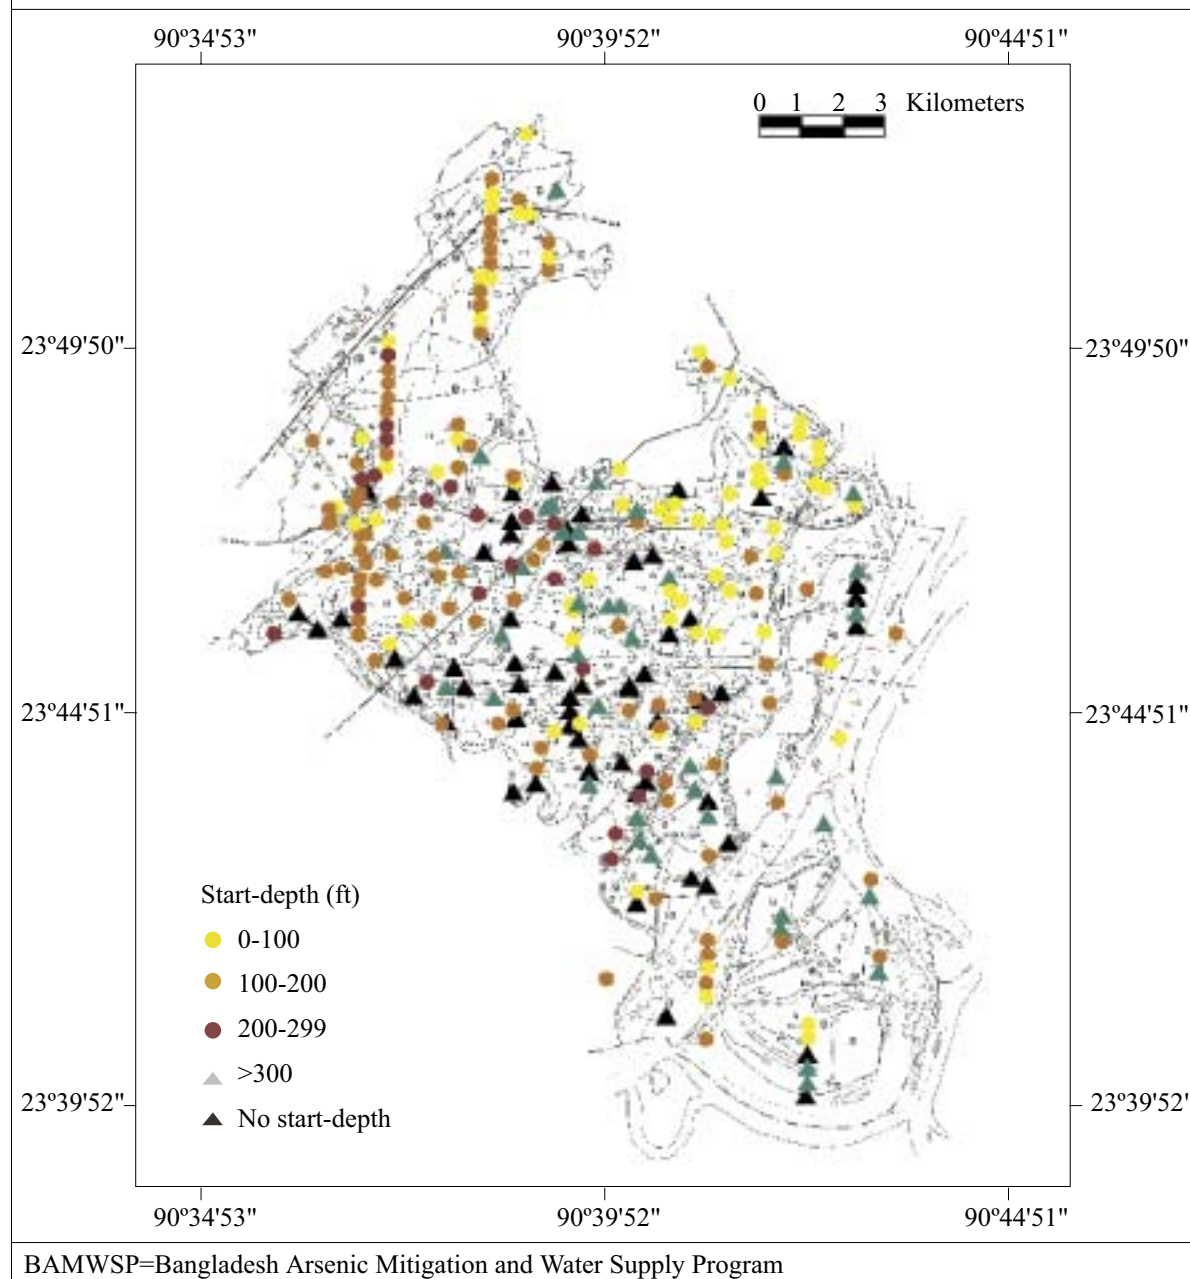 90º34'53" 90º39'52" 90º44'51"
0 1 2 3 Kilometers
23º49'50" 23º49'50"
23º44'51" 23º44'51"
Start-depth (ft)
0-100
100-200
200-299
>300
No start-depth
23º39'52" 23º39'52"
90º34'53" 90º39'52" 90º44'51"
BAMWSP=Bangladesh Arsenic Mitigation and Water Supply Program